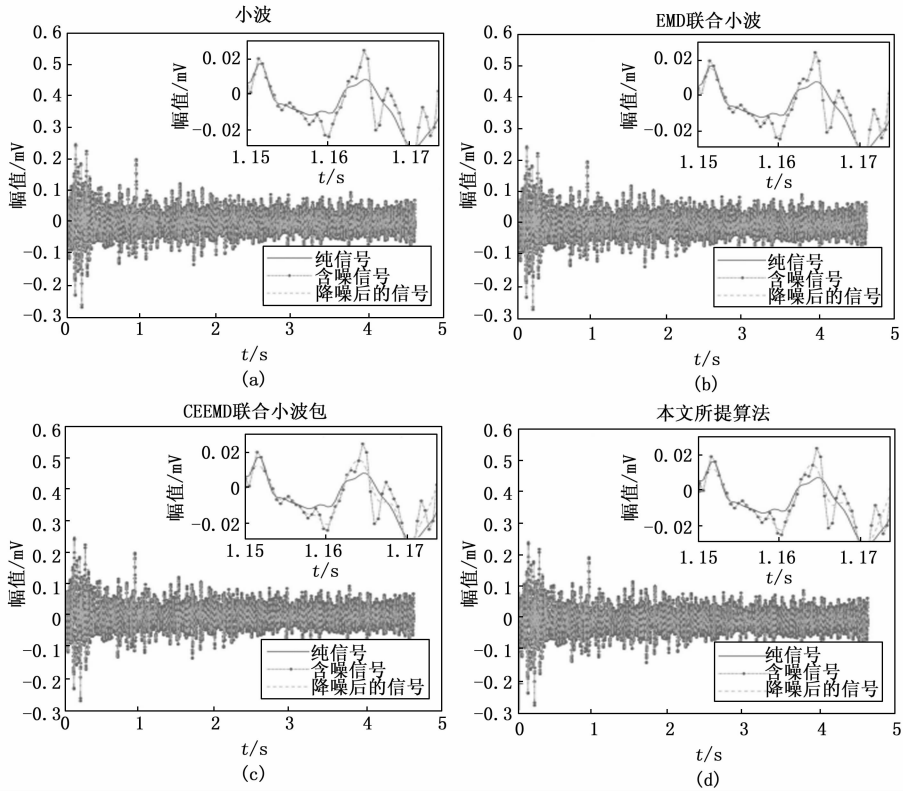 小波
0.6
0.5
0.4
0.3
0.2
0.1
0
-0.1
-0.2
-0.3
幅值/mV
0.02
0
-0.02
幅值/mV
1.15 1.16 1.17
t/s
纯信号
含噪信号
降噪后的信号
0 1 2 3 4 5
t/s
(a)
EMD联合小波
0.6
0.5
0.4
0.3
0.2
0.1
0
-0.1
-0.2
-0.3
幅值/mV
0.02
0
-0.02
幅值/mV
1.15 1.16 1.17
t/s
纯信号
含噪信号
降噪后的信号
0 1 2 3 4 5
t/s
(b)
CEEMD联合小波包
0.6
0.5
0.4
0.3
0.2
0.1
0
-0.1
-0.2
-0.3
幅值/mV
0.02
0
-0.02
幅值/mV
1.15 1.16 1.17
t/s
纯信号
含噪信号
降噪后的信号
0 1 2 3 4 5
t/s
(c)
本文所提算法
0.6
0.5
0.4
0.3
0.2
0.1
0
-0.1
-0.2
-0.3
幅值/mV
0.02
0
-0.02
幅值/mV
1.15 1.16 1.17
t/s
纯信号
含噪信号
降噪后的信号
0 1 2 3 4 5
t/s
(d)